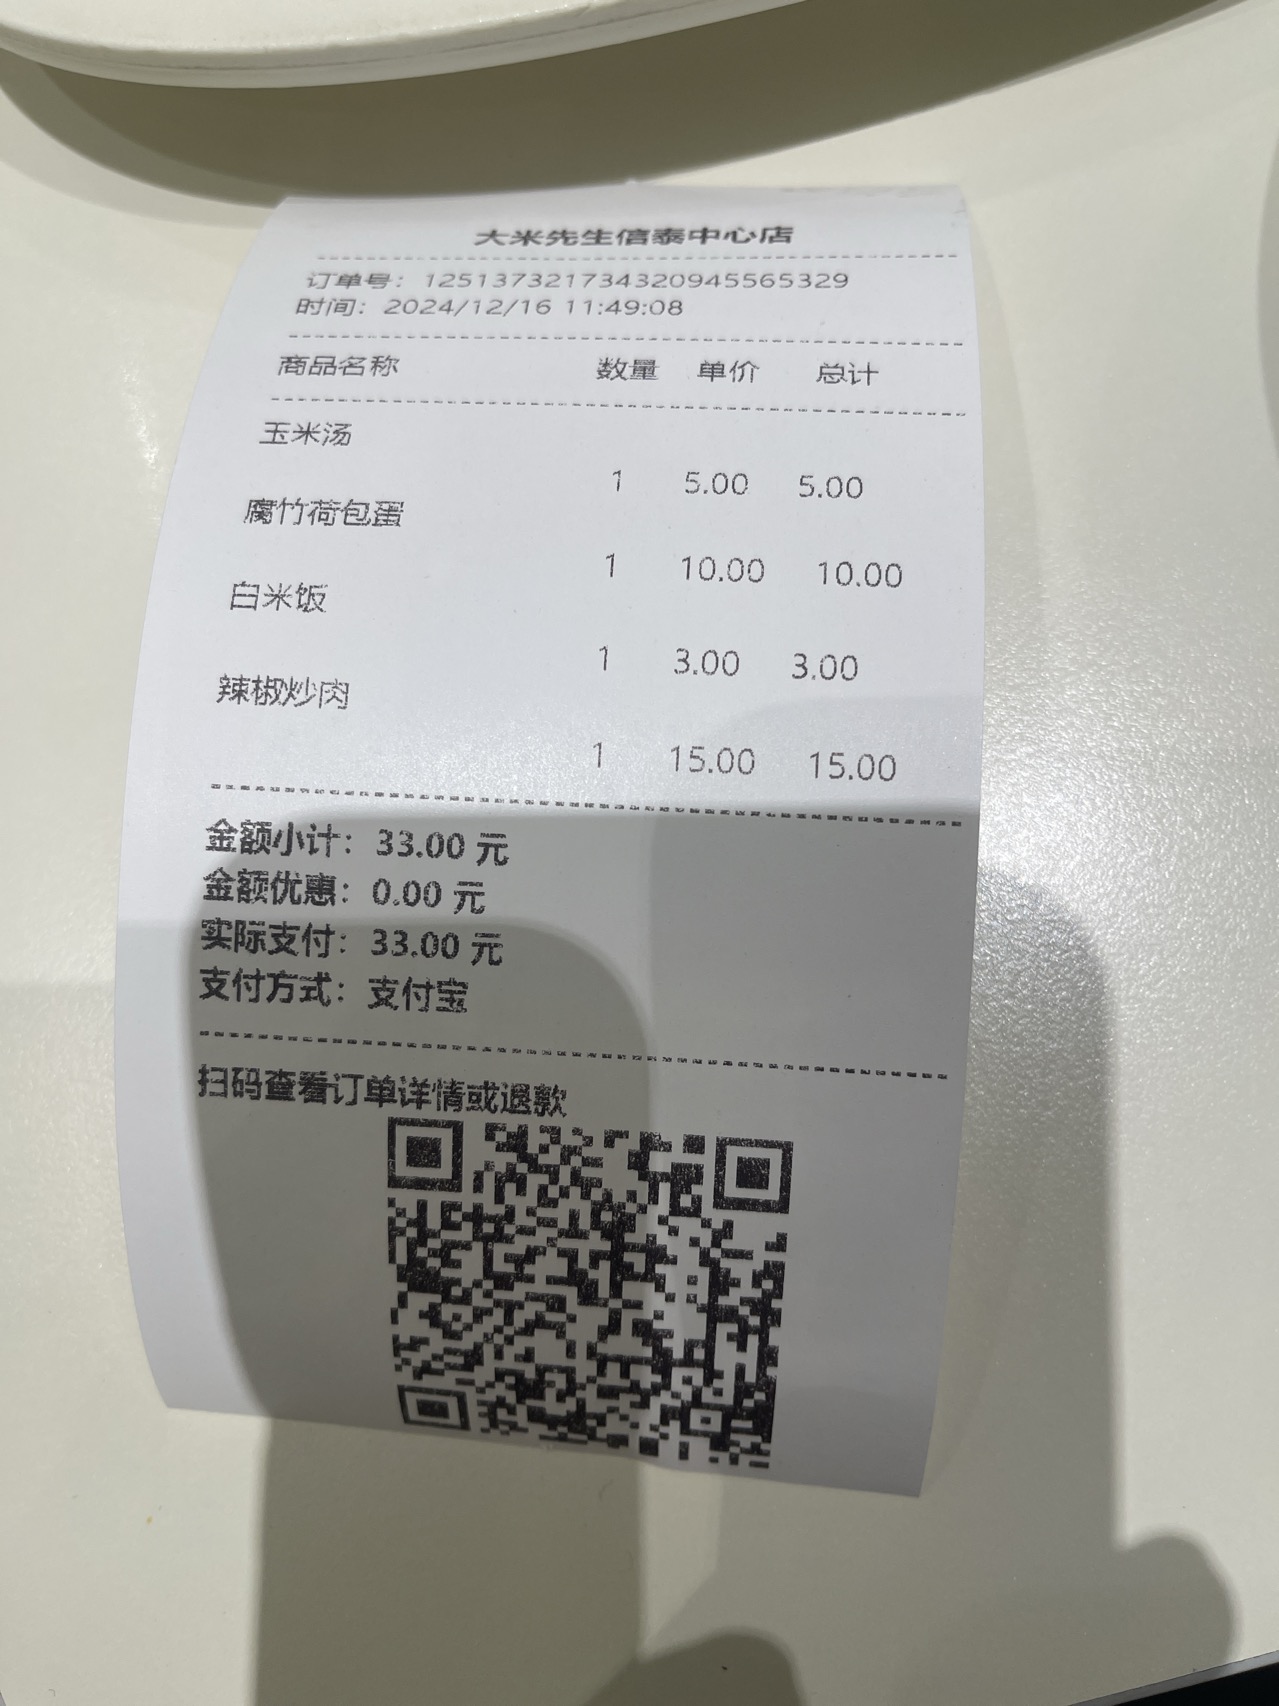 大米先生信泰中心店
订单号：1251373217343209455​65329
时间：2024/12/16 11:49:08
商品名称 数量 单价 总计
玉米汤
1 5.00 5.00
腐竹荷包蛋
1 10.00 10.00
白米饭
1 3.00 3.00
辣椒炒肉
1 15.00 15.00
金额小计：33.00 元
金额优惠：0.00 元
实际支付：33.00 元
支付方式：支付宝
扫码查看订单详情或退款